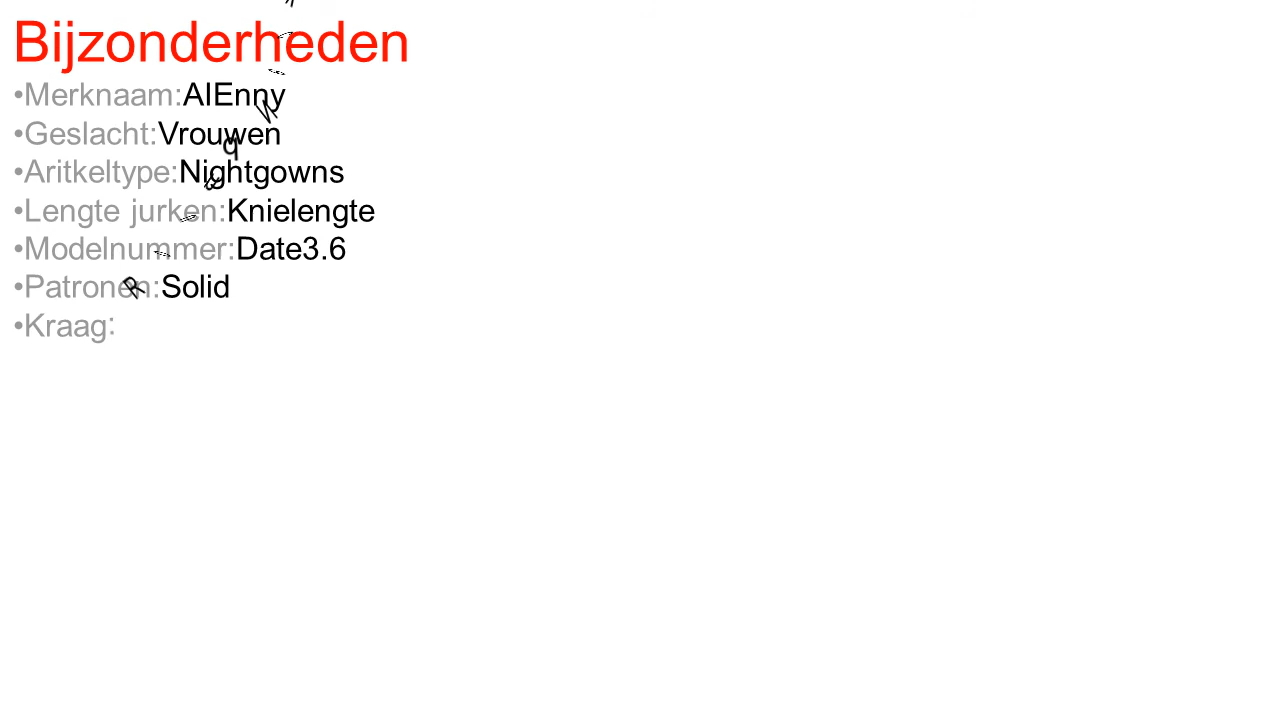 Bijzonderheden
•Merknaam:AIEnny
•Geslacht:Vrouwen
•Aritkeltype:Nightgowns
•Lengte jurken:Knielengte
•Modelnummer:Date3.6
•Patronen:Solid
•Kraag: